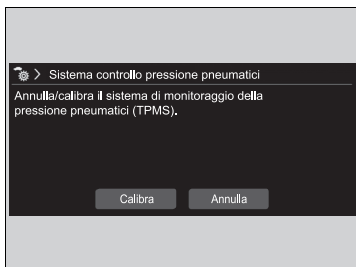 Sistema controllo pressione pneumatici
Annulla/calibra il sistema di monitoraggio della
pressione pneumatici (TPMS).
Calibra
Annulla